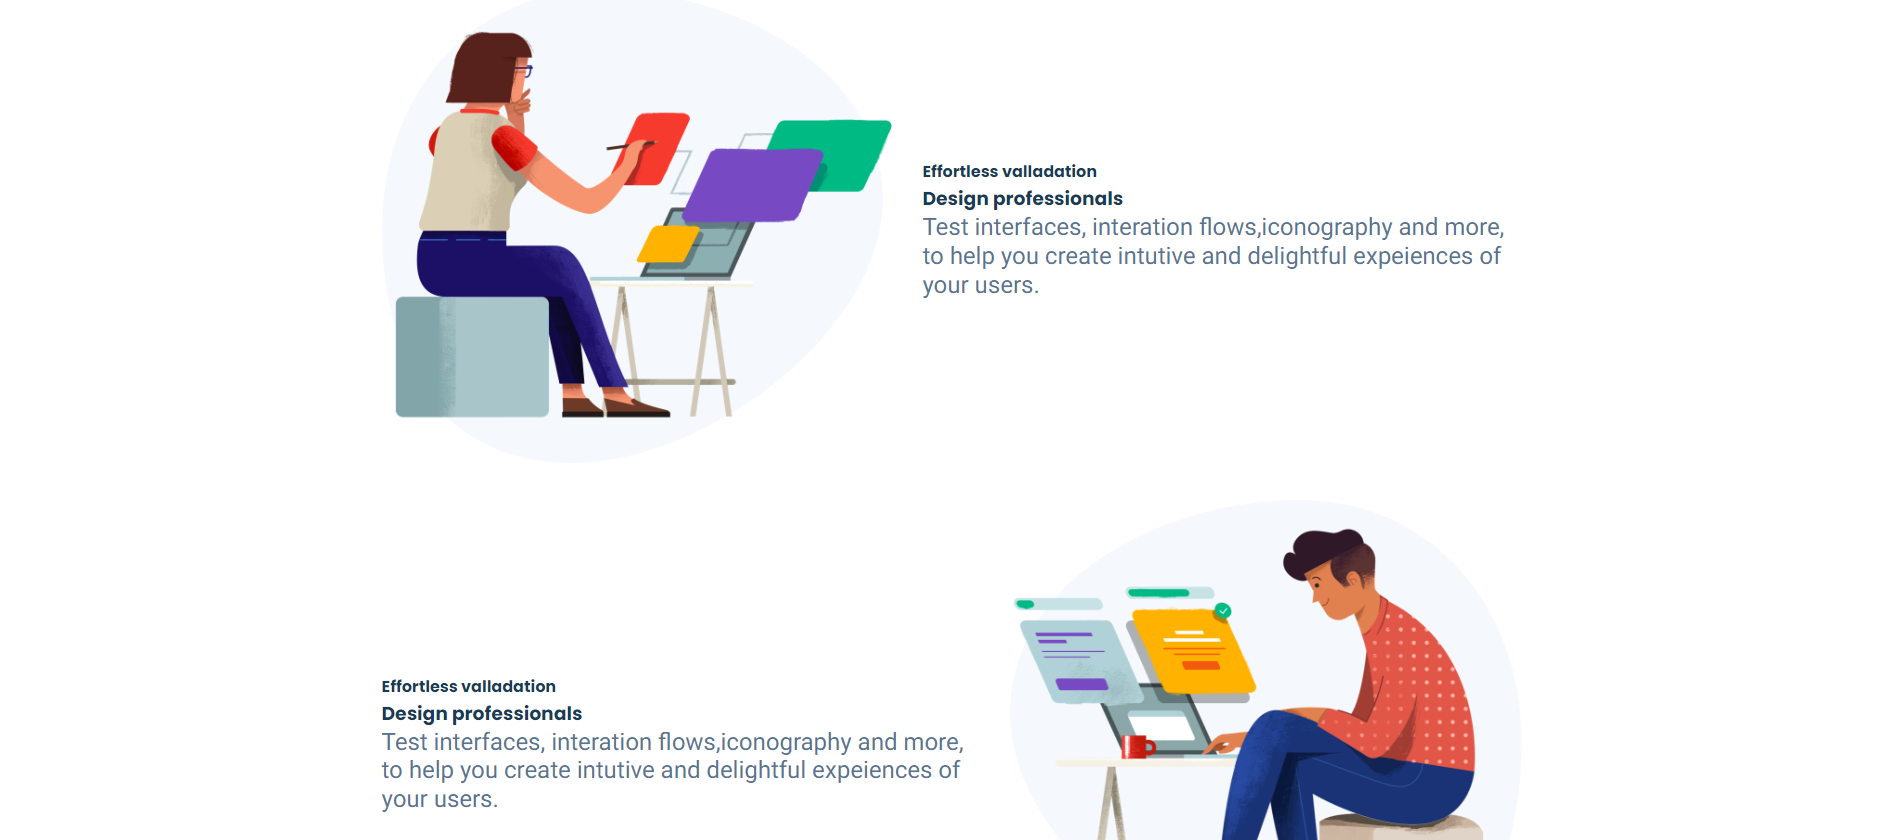 Effortless valladation
Design professionals
Test interfaces, interation flows,iconography and more,
to help you create intutive and delightful expeiences of
your users.
Effortless valladation
Design professionals
Test interfaces, interation flows,iconography and more,
to help you create intutive and delightful expeiences of
your users.